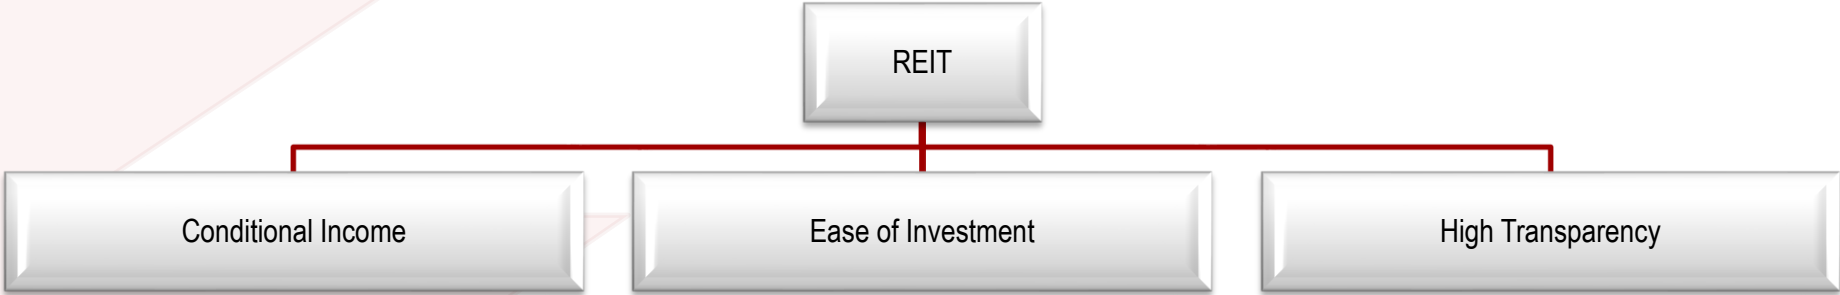 REIT
Conditional Income
Ease of Investment
High Transparency